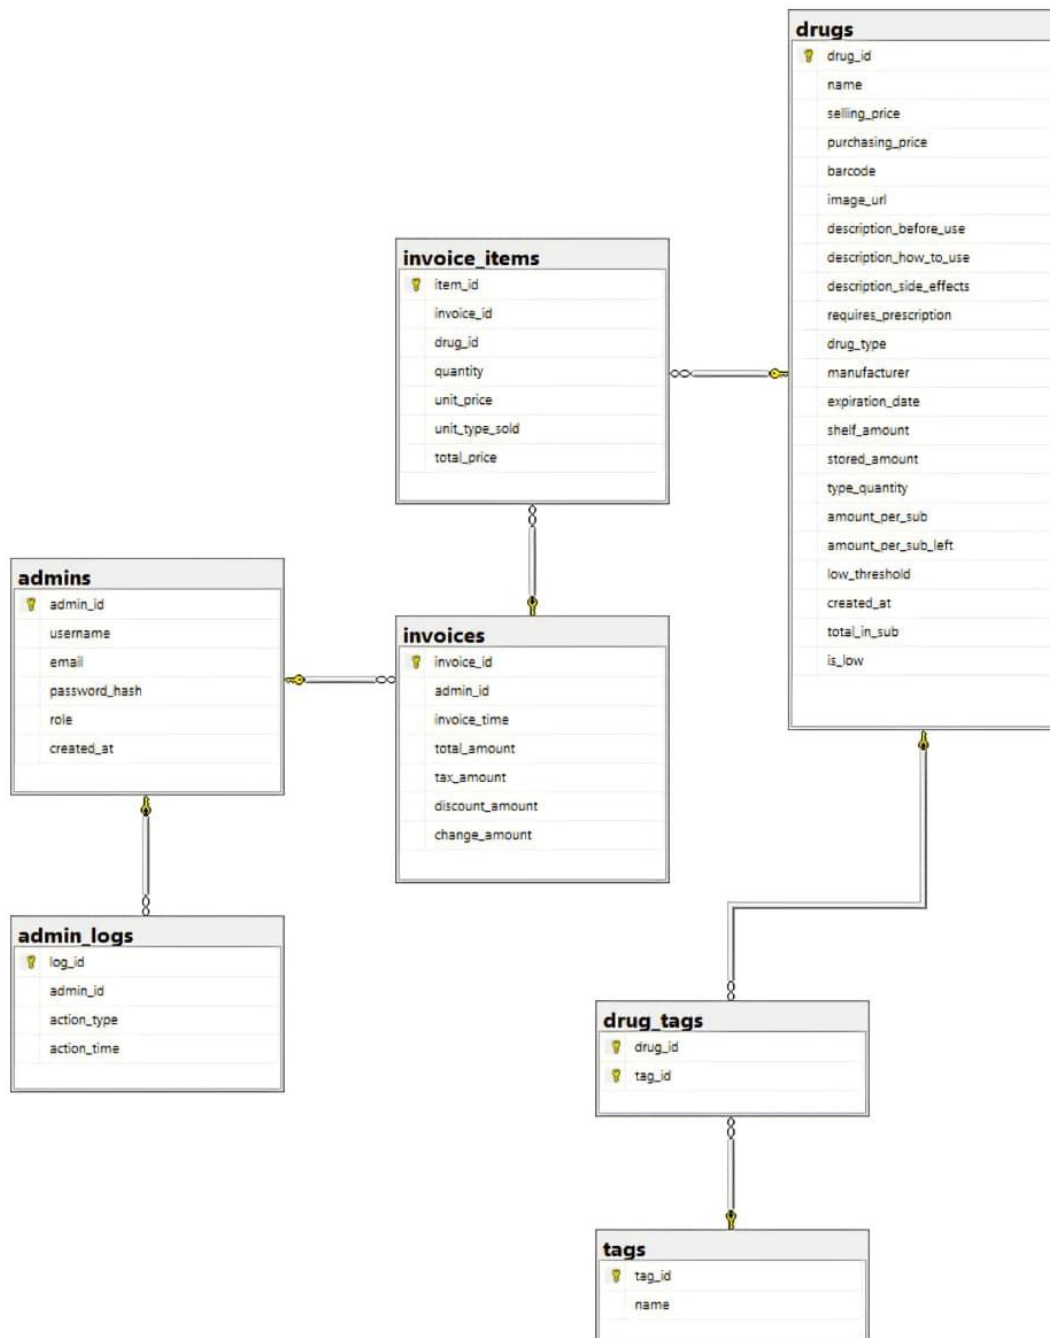 drugs
drug_id
name
selling_price
purchasing_price
barcode
image_url
description_before_use
description_how_to_use
description_side_effects
requires_prescription
drug_type
manufacturer
expiration_date
shelf_amount
stored_amount
type_quantity
amount_per_sub
amount_per_sub_left
low_threshold
created_at
total_in_sub
is_low
invoice_items
item_id
invoice_id
drug_id
quantity
unit_price
unit_type_sold
total_price
admins
admin_id
username
email
password_hash
role
created_at
invoices
invoice_id
admin_id
invoice_time
total_amount
tax_amount
discount_amount
change_amount
admin_logs
log_id
admin_id
action_type
action_time
drug_tags
drug_id
tag_id
tags
tag_id
name